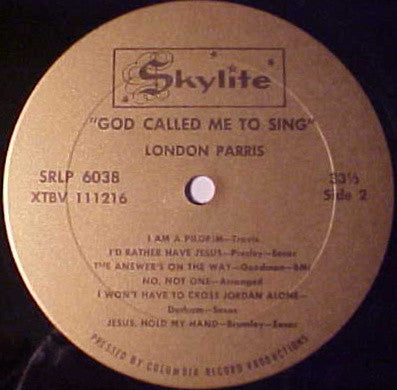 Skylite
"GOD CALLED ME TO SING"
LONDON PARRIS
SRLP 6038
XTBV 111216
33⅓
Side 2
I AM A PILGRIM—Travis
I'D RATHER HAVE JESUS—Presley—Sesac
THE ANSWER'S ON THE WAY—Goodman—BMI
NO, NOT ONE—Arranged
I WON'T HAVE TO CROSS JORDAN ALONE—
Durham—Sesac
JESUS, HOLD MY HAND—Brumley—Sesac
PRESSED BY COLUMBIA RECORD PRODUCTIONS